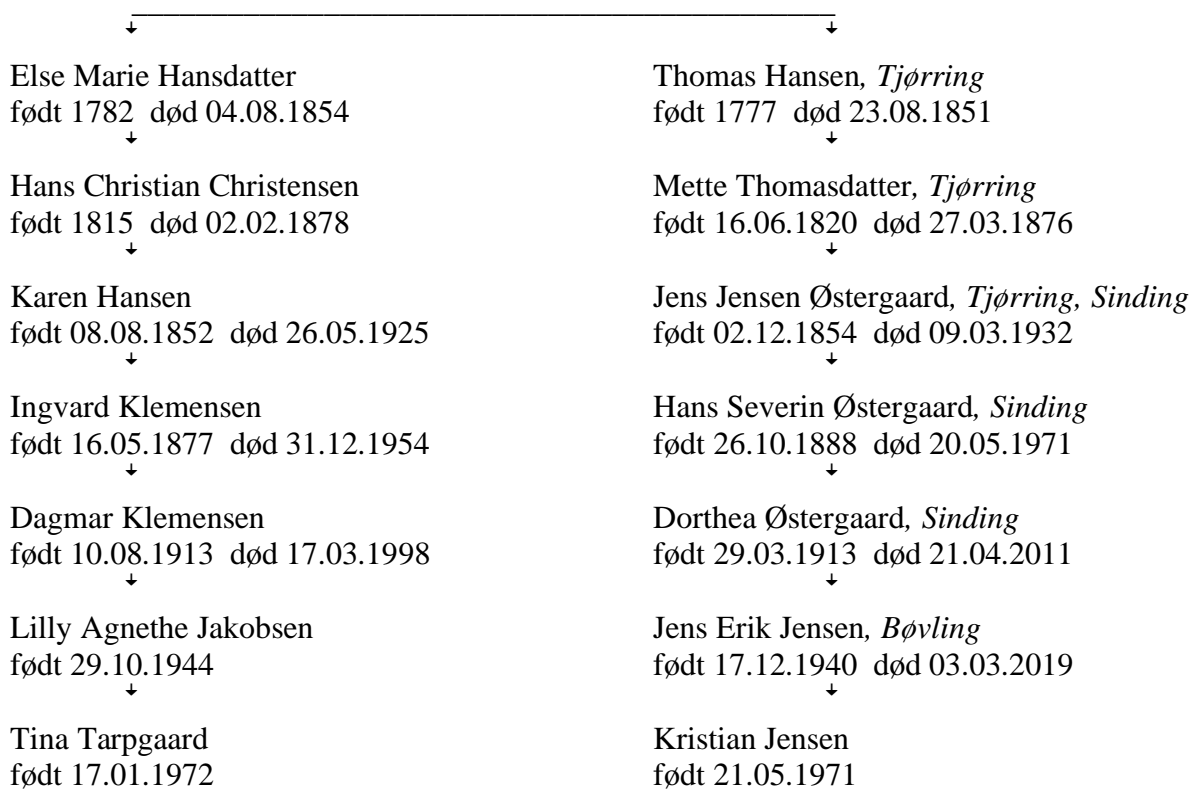 Else Marie Hansdatter
født 1782 død 04.08.1854
Hans Christian Christensen
født 1815 død 02.02.1878
Karen Hansen
født 08.08.1852 død 26.05.1925
Ingvard Klemensen
født 16.05.1877 død 31.12.1954
Dagmar Klemensen
født 10.08.1913 død 17.03.1998
Lilly Agnethe Jakobsen
født 29.10.1944
Tina Tarpgaard
født 17.01.1972
Thomas Hansen, Tjørring
født 1777 død 23.08.1851
Mette Thomasdatter, Tjørring
født 16.06.1820 død 27.03.1876
Jens Jensen Østergaard, Tjørring, Sinding
født 02.12.1854 død 09.03.1932
Hans Severin Østergaard, Sinding
født 26.10.1888 død 20.05.1971
Dorthea Østergaard, Sinding
født 29.03.1913 død 21.04.2011
Jens Erik Jensen, Bøvling
født 17.12.1940 død 03.03.2019
Kristian Jensen
født 21.05.1971